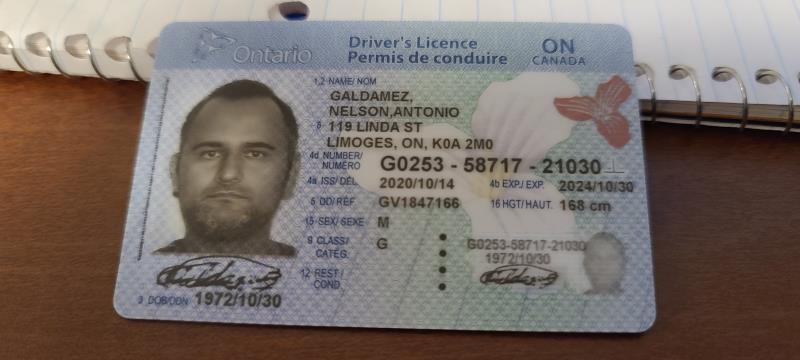 Ontario
Driver's Licence
Permis de conduire
ON
CANADA
1,2 NAME/ NOM
GALDAMEZ,
NELSON,ANTONIO
8 119 LINDA ST
LIMOGES, ON, K0A 2M0
4d NUMBER/ NUMÉRO G0253 - 58717 - 21030
4a ISS/ DÉL 2020/10/14 4b EXP./ EXP. 2024/10/30
5 DD/ RÉF GV1847166 16 HGT/ HAUT. 168 cm
15 SEX/ SEXE M
9 CLASS/ CATÉG. G
G0253-58717-21030
1972/10/30
12 REST./ COND.
3 DOB/DDN 1972/10/30